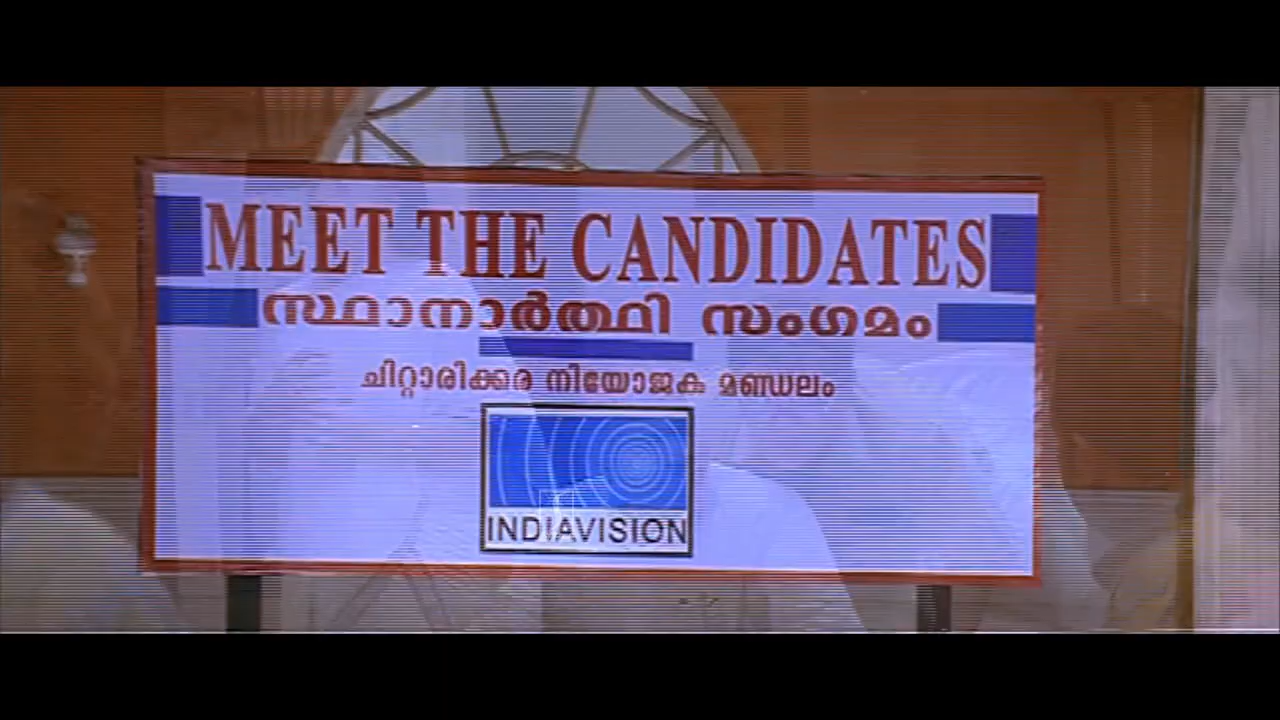 MEET THE CANDIDATES
സ്ഥാനാർത്ഥി സംഗമം
ചിറ്റാരിക്കര നിയോജക മണ്ഡലം
INDIAVISION